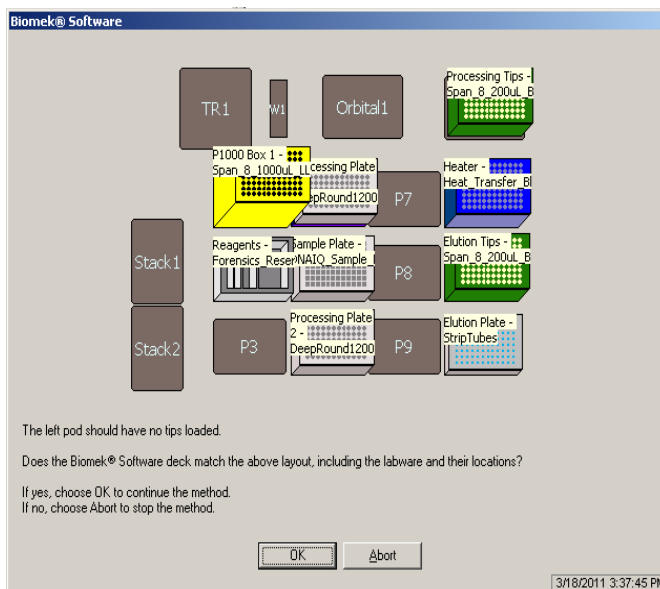 Biomek® Software
Processing Tips -
Span_8_200uL_B
TR1
W1
Orbital1
P1000 Box 1 -
Span_8_1000uL_LL
cessing Plate
epRound1200
P7
Heater -
Heat_Transfer_Bl
Stack1
Reagents -
Forensics_Reser
Sample Plate -
NAIQ_Sample_
P8
Elution Tips -
Span_8_200uL_B
Stack2
P3
Processing Plate
2 -
DeepRound1200
P9
Elution Plate -
StripTubes
The left pod should have no tips loaded.
Does the Biomek® Software deck match the above layout, including the labware and their locations?
If yes, choose OK to continue the method.
If no, choose Abort to stop the method.
OK
Abort
3/18/2011 3:37:45 PM